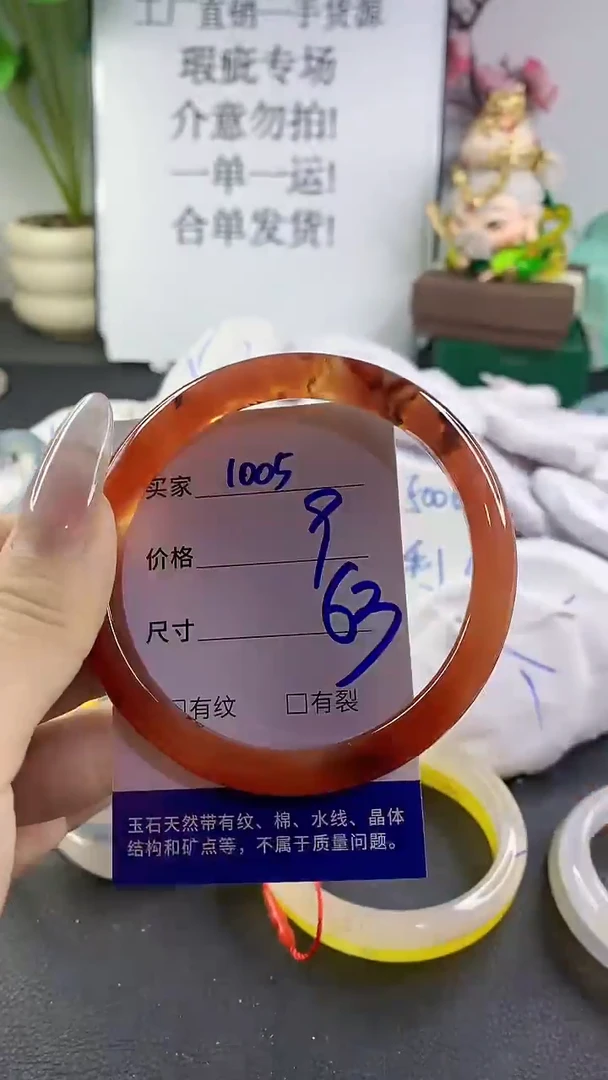 工厂直销一手货源
瑕疵专场
介意勿拍!
一单一运!
合单发货!
买家 1005
价格 9
尺寸 63
□有纹 □有裂
玉石天然带有纹、棉、水线、晶体
结构和矿点等，不属于质量问题。